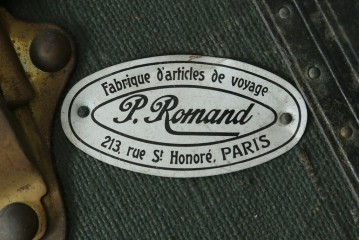 Fabrique d'articles de voyage
P. Romand
213, rue St Honoré, PARIS